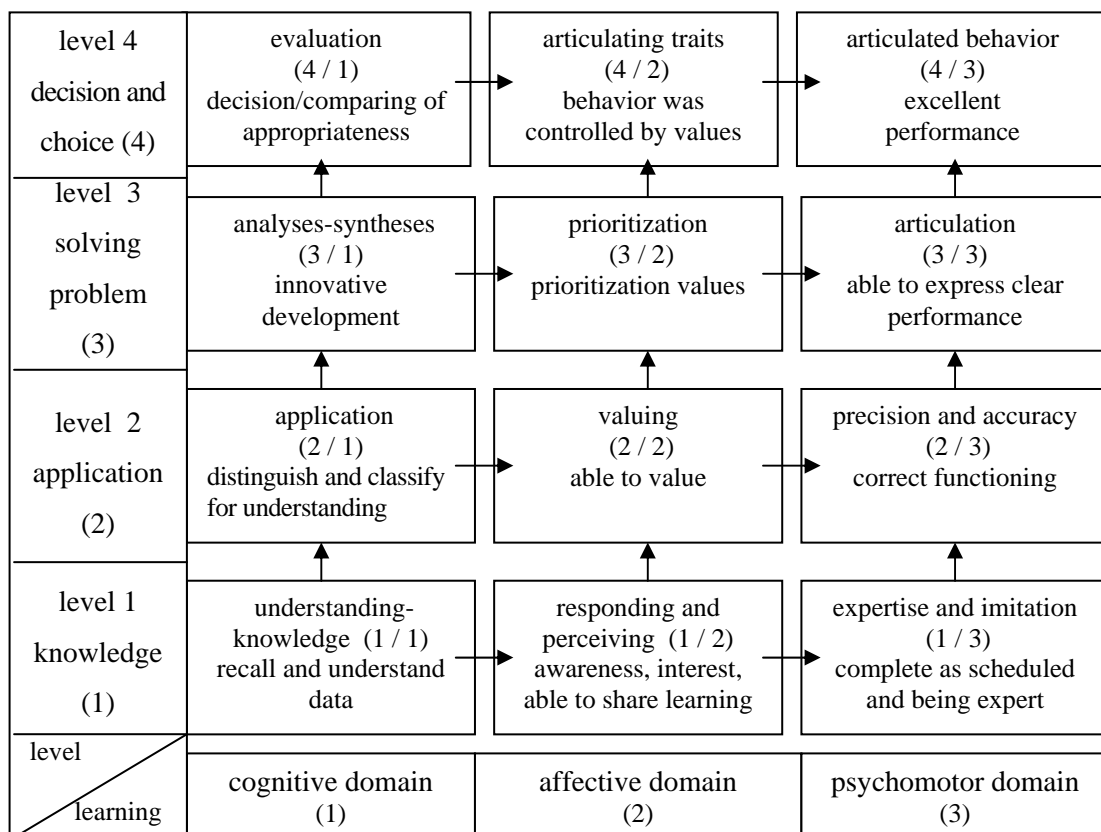 level 4
decision and
choice (4)
evaluation
(4 / 1)
decision/comparing of
appropriateness
articulating traits
(4 / 2)
behavior was
controlled by values
articulated behavior
(4 / 3)
excellent
performance
level 3
solving
problem
(3)
analyses-syntheses
(3 / 1)
innovative
development
prioritization
(3 / 2)
prioritization values
articulation
(3 / 3)
able to express clear
performance
level 2
application
(2)
application
(2 / 1)
distinguish and classify
for understanding
valuing
(2 / 2)
able to value
precision and accuracy
(2 / 3)
correct functioning
level 1
knowledge
(1)
understanding-
knowledge (1 / 1)
recall and understand
data
responding and
perceiving (1 / 2)
awareness, interest,
able to share learning
expertise and imitation
(1 / 3)
complete as scheduled
and being expert
level
learning
cognitive domain
(1)
affective domain
(2)
psychomotor domain
(3)